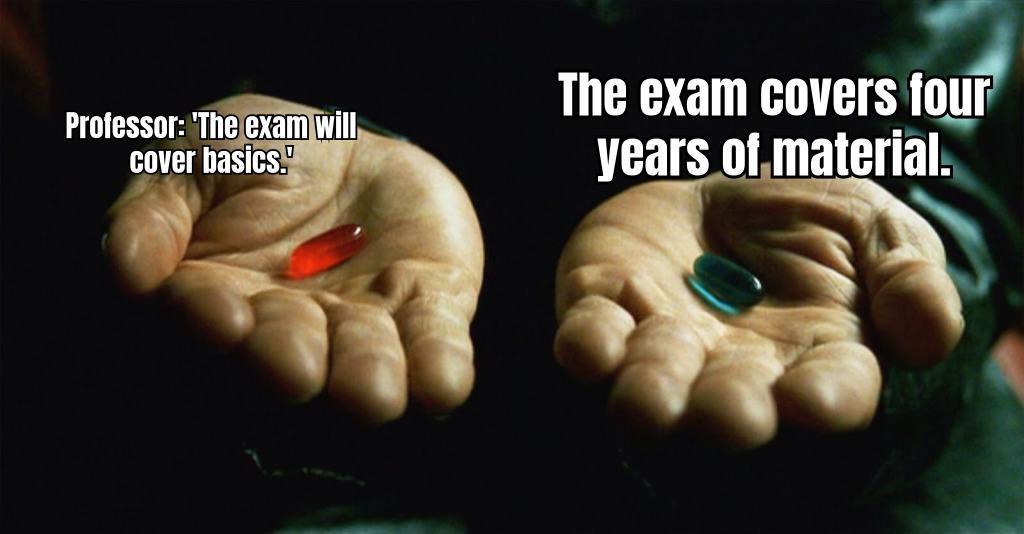 Professor: 'The exam will
cover basics.'
The exam covers four
years of material.